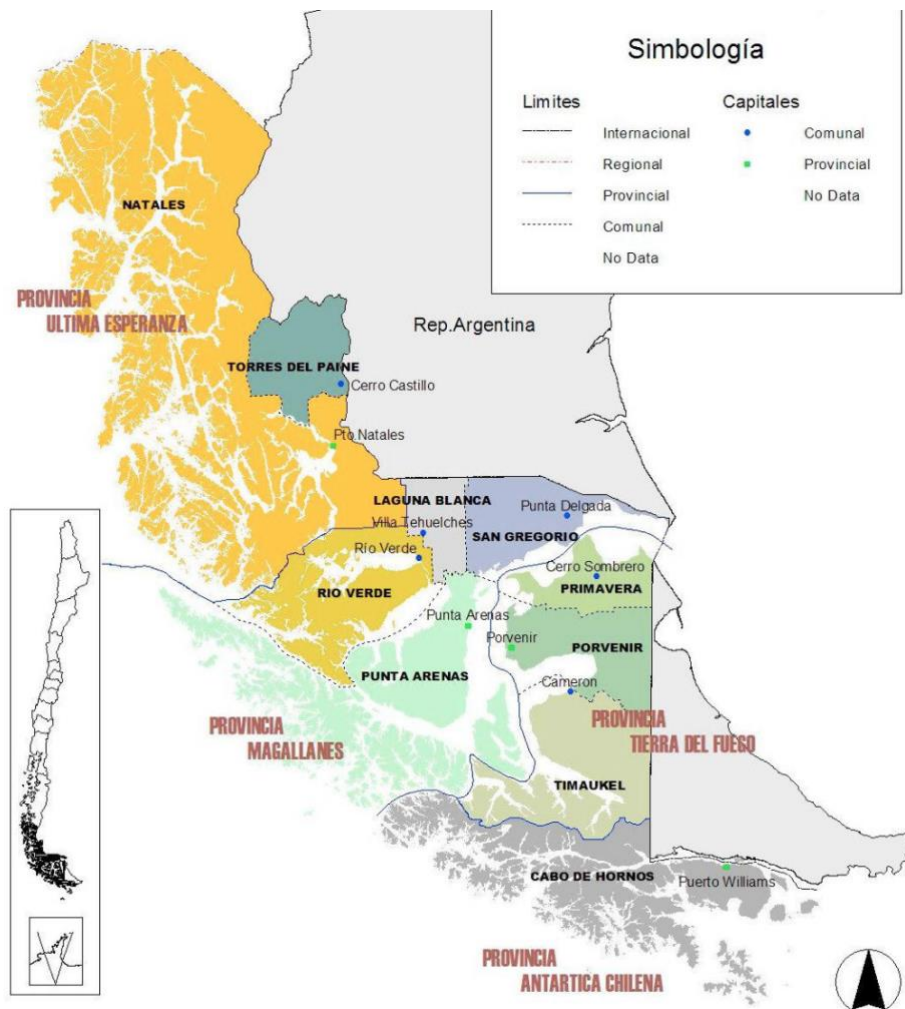 Simbología
Limites
Internacional
Regional
Provincial
Comunal
No Data
Capitales
Comunal
Provincial
No Data
NATALES
PROVINCIA
ULTIMA ESPERANZA
Rep.Argentina
TORRES DEL PAINE
Cerro Castillo
Pto.Natales
LAGUNA BLANCA
Villa Tehuelches
Punta Delgada
SAN GREGORIO
Río Verde
RIO VERDE
Cerro Sombrero
PRIMAVERA
Punta Arenas
PUNTA ARENAS
Porvenir
PORVENIR
Cameron
PROVINCIA
MAGALLANES
PROVINCIA
TIERRA DEL FUEGO
TIMAUKEL
CABO DE HORNOS
Puerto Williams
PROVINCIA
ANTARTICA CHILENA